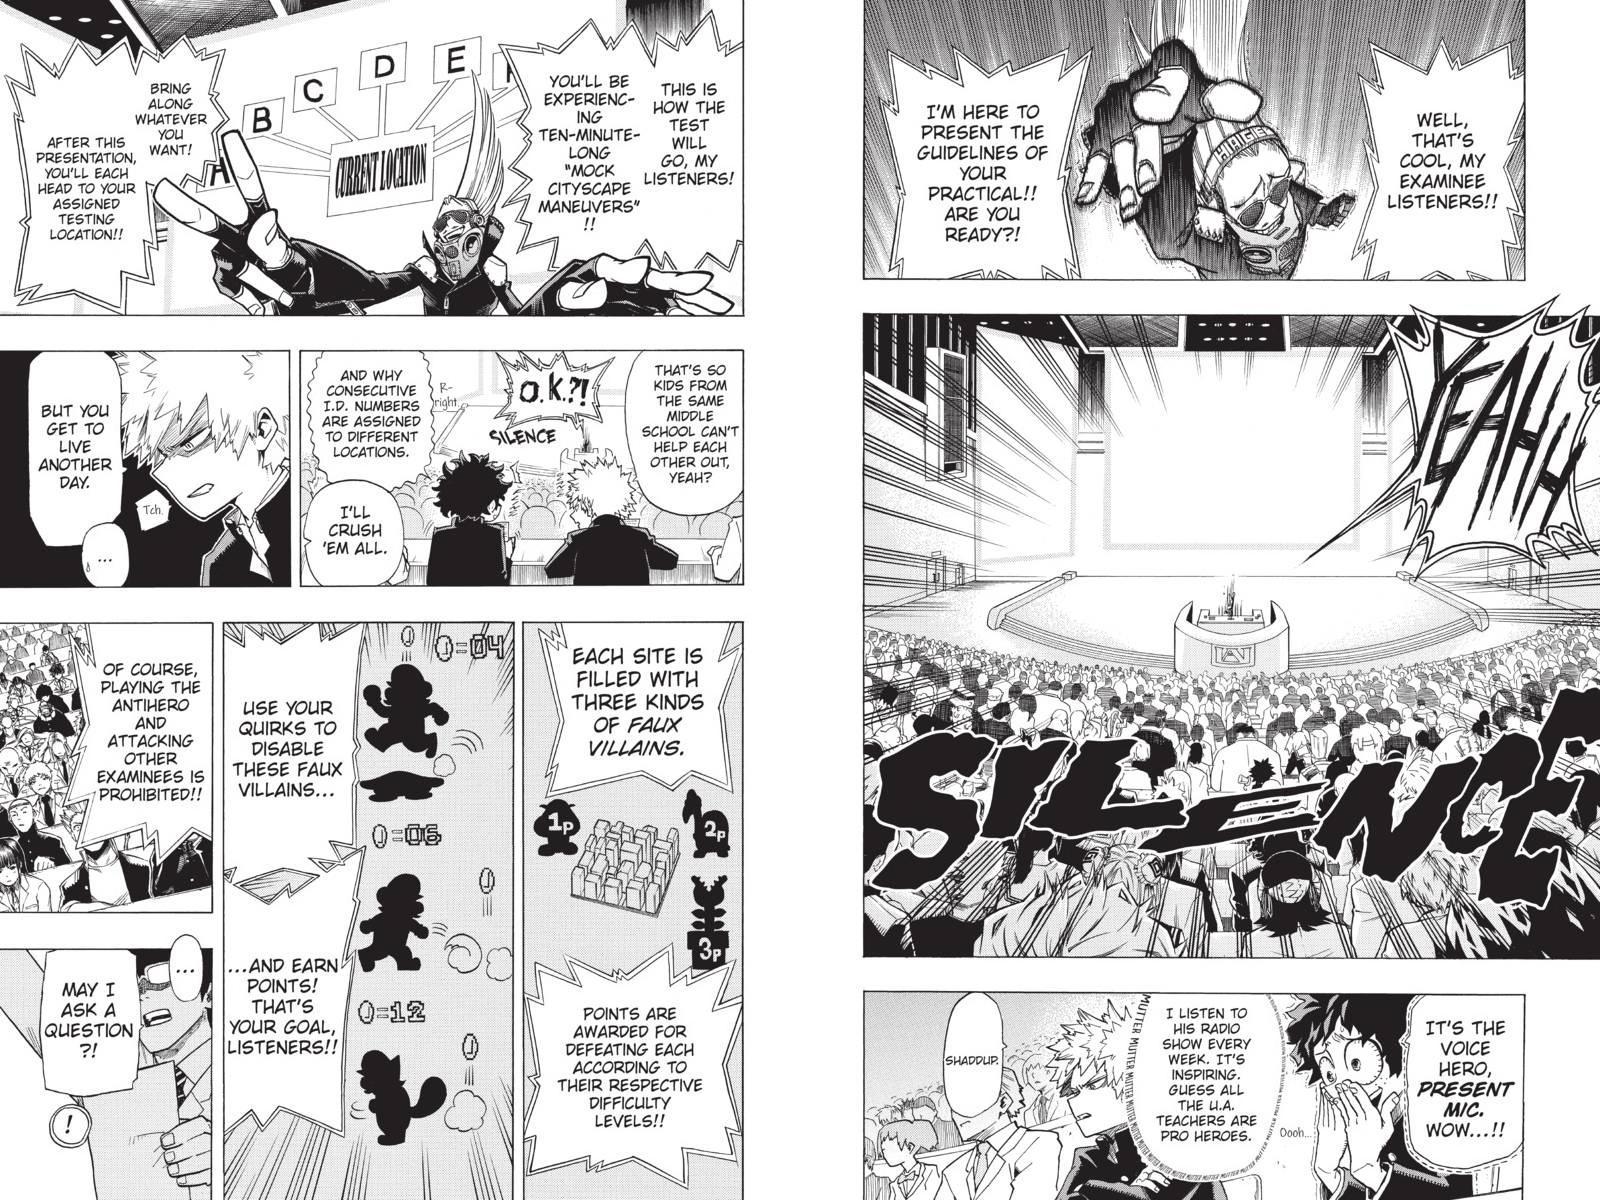 WELL,
THAT'S
COOL, MY
EXAMINEE
LISTENERS!!
HAGE
I'M HERE TO
PRESENT THE
GUIDELINES OF
YOUR
PRACTICAL!!
ARE YOU
READY?!
YEAHH
SILENCE
IT'S THE
VOICE
HERO,
PRESENT
MIC.
WOW...!!
Oooh...
MUTTER MUTTER MUTTER MUTTER MUTTER MUTTER MUTTER
I LISTEN TO
HIS RADIO
SHOW EVERY
WEEK. IT'S
INSPIRING.
GUESS ALL
THE U.A.
TEACHERS ARE
PRO HEROES.
SHADDUP.
THIS IS
HOW THE
TEST
WILL
GO, MY
LISTENERS!
YOU'LL BE
EXPERIENC-
ING
TEN-MINUTE-
LONG
"MOCK
CITYSCAPE
MANEUVERS"
!!
A
B
C
D
E
CURRENT LOCATION
BRING
ALONG
WHATEVER
YOU
WANT!
AFTER THIS
PRESENTATION,
YOU'LL EACH
HEAD TO YOUR
ASSIGNED
TESTING
LOCATION!!
O.K.?!
SILENCE
THAT'S SO
KIDS FROM
THE SAME
MIDDLE
SCHOOL CAN'T
HELP EACH
OTHER OUT,
YEAH?
R-
right.
AND WHY
CONSECUTIVE
I.D. NUMBERS
ARE ASSIGNED
TO DIFFERENT
LOCATIONS.
I'LL
CRUSH
'EM ALL.
Tch.
BUT YOU
GET TO
LIVE
ANOTHER
DAY.
...
EACH SITE IS
FILLED WITH
THREE KINDS
OF FAUX
VILLAINS.
1P
2P
3P
POINTS ARE
AWARDED FOR
DEFEATING EACH
ACCORDING TO
THEIR RESPECTIVE
DIFFICULTY
LEVELS!!
0=04
0=06
0=12
USE YOUR
QUIRKS TO
DISABLE
THESE FAUX
VILLAINS...
...AND EARN
POINTS!
THAT'S
YOUR GOAL,
LISTENERS!!
OF COURSE,
PLAYING THE
ANTIHERO
AND
ATTACKING
OTHER
EXAMINEES IS
PROHIBITED!!
...
MAY I
ASK A
QUESTION
?!
!